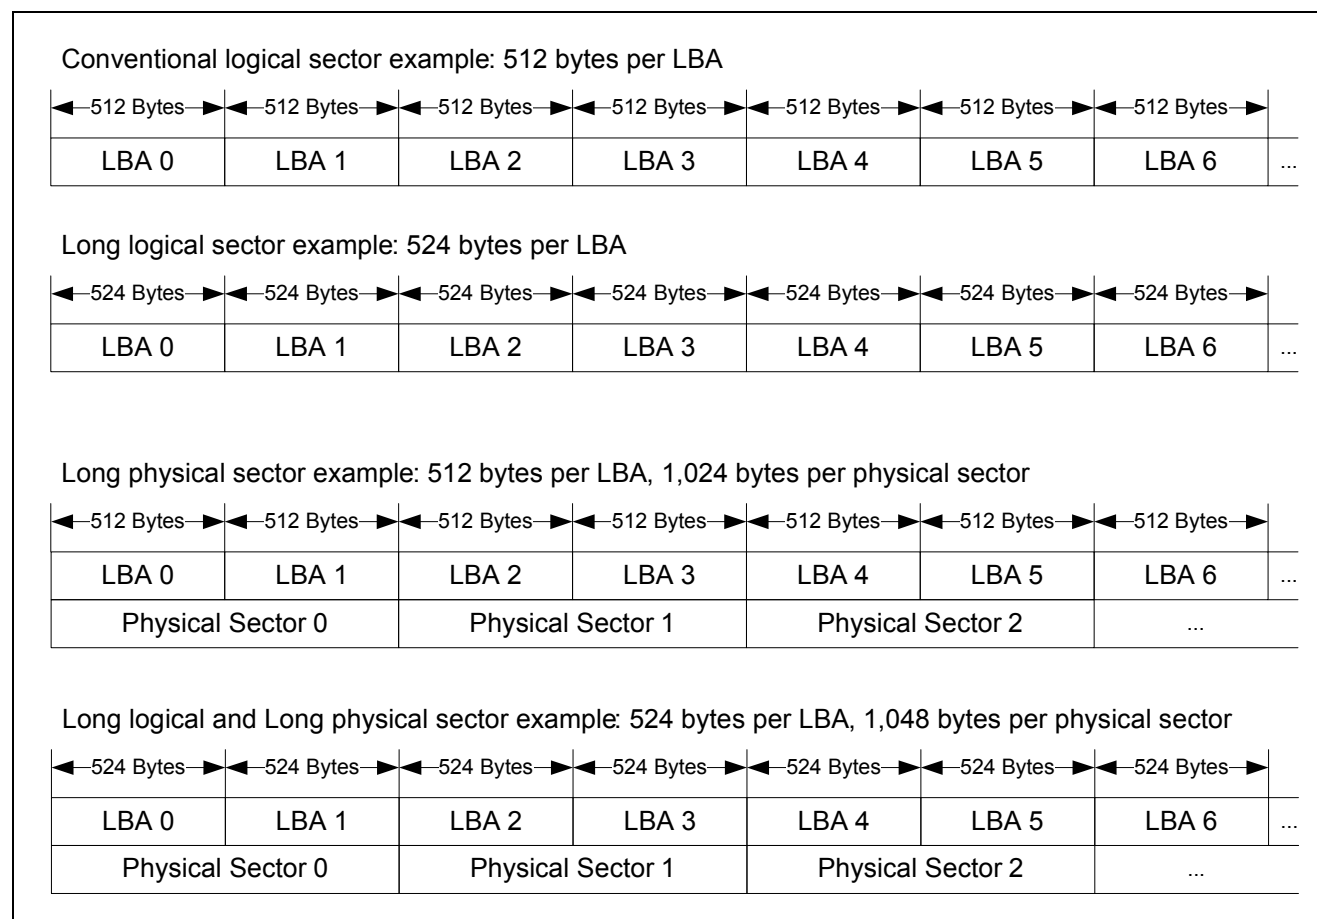 Conventional logical sector example: 512 bytes per LBA
512 Bytes 512 Bytes 512 Bytes 512 Bytes 512 Bytes 512 Bytes 512 Bytes
LBA 0 LBA 1 LBA 2 LBA 3 LBA 4 LBA 5 LBA 6 ...
Long logical sector example: 524 bytes per LBA
524 Bytes 524 Bytes 524 Bytes 524 Bytes 524 Bytes 524 Bytes 524 Bytes
LBA 0 LBA 1 LBA 2 LBA 3 LBA 4 LBA 5 LBA 6 ...
Long physical sector example: 512 bytes per LBA, 1,024 bytes per physical sector
512 Bytes 512 Bytes 512 Bytes 512 Bytes 512 Bytes 512 Bytes 512 Bytes
LBA 0 LBA 1 LBA 2 LBA 3 LBA 4 LBA 5 LBA 6 ...
Physical Sector 0 Physical Sector 1 Physical Sector 2 ...
Long logical and Long physical sector example: 524 bytes per LBA, 1,048 bytes per physical sector
524 Bytes 524 Bytes 524 Bytes 524 Bytes 524 Bytes 524 Bytes 524 Bytes
LBA 0 LBA 1 LBA 2 LBA 3 LBA 4 LBA 5 LBA 6 ...
Physical Sector 0 Physical Sector 1 Physical Sector 2 ...